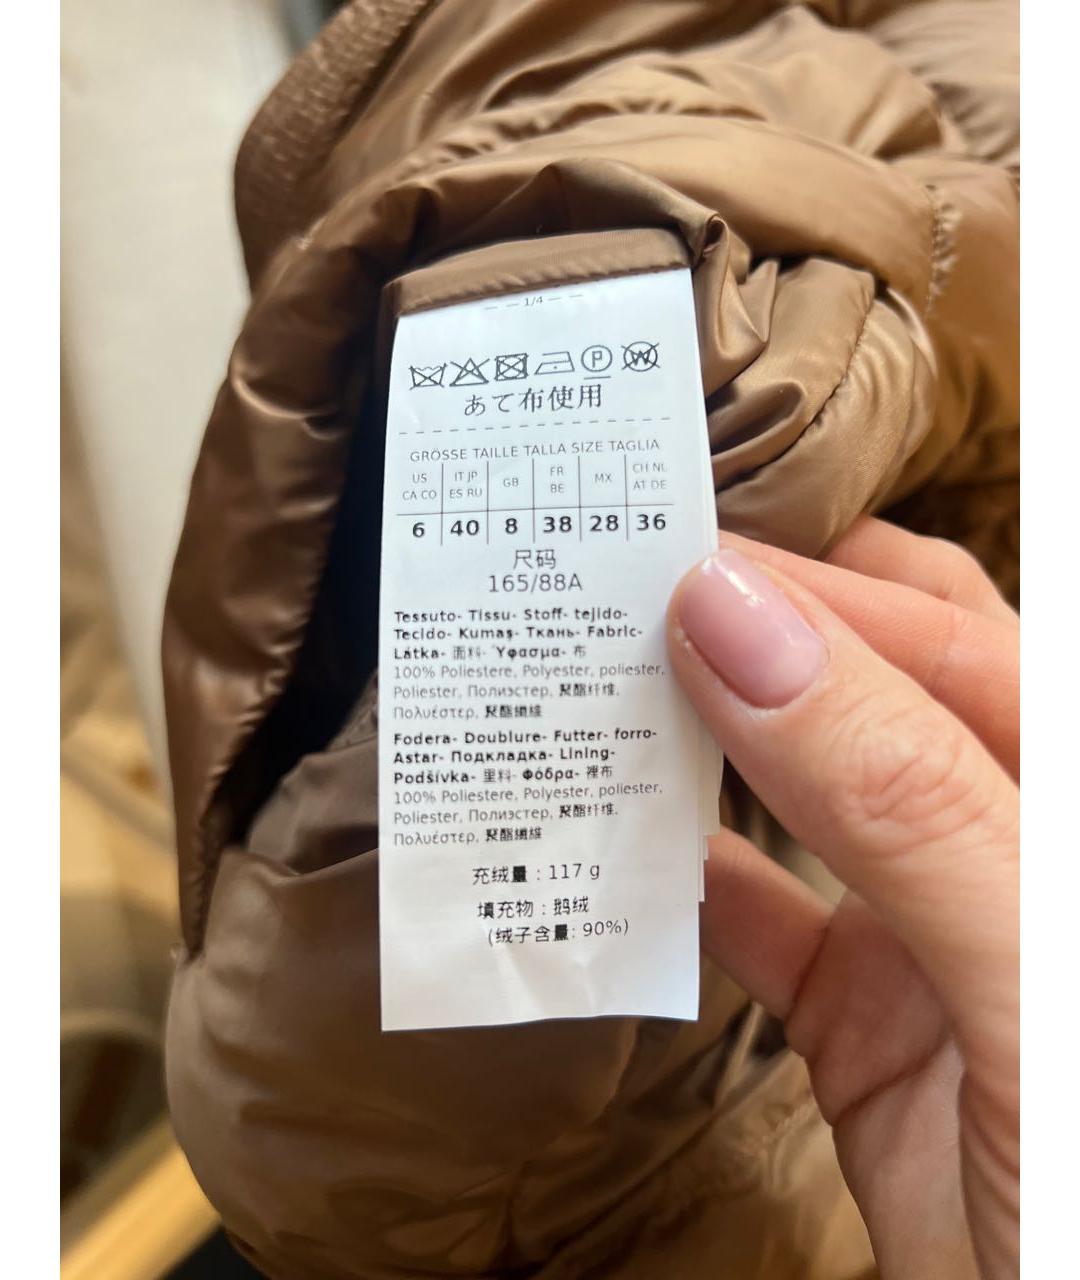 1/4
P W
あて布使用
GRÖSSE TAILLE TALLA SIZE TAGLIA
US CA CO IT JP ES RU GB FR BE MX CH NL AT DE
6 40 8 38 28 36
尺码
165/88A
Tessuto- Tissu- Stoff- tejido-
Tecido- Kumaş- Ткань- Fabric-
Látka- 面料- Ύφασμα- 布
100% Poliestere, Polyester, poliester,
Poliester, Полиэстер, 聚酯纤维,
Πολυέστερ, 聚酯纖維
Fodera- Doublure- Futter- forro-
Astar- Подкладка- Lining-
Podšívka- 里料- Φόδρα- 裡布
100% Poliestere, Polyester, poliester,
Poliester, Полиэстер, 聚酯纤维,
Πολυέστερ, 聚酯纖維
充绒量 : 117 g
填充物 : 鹅绒
(绒子含量: 90%)